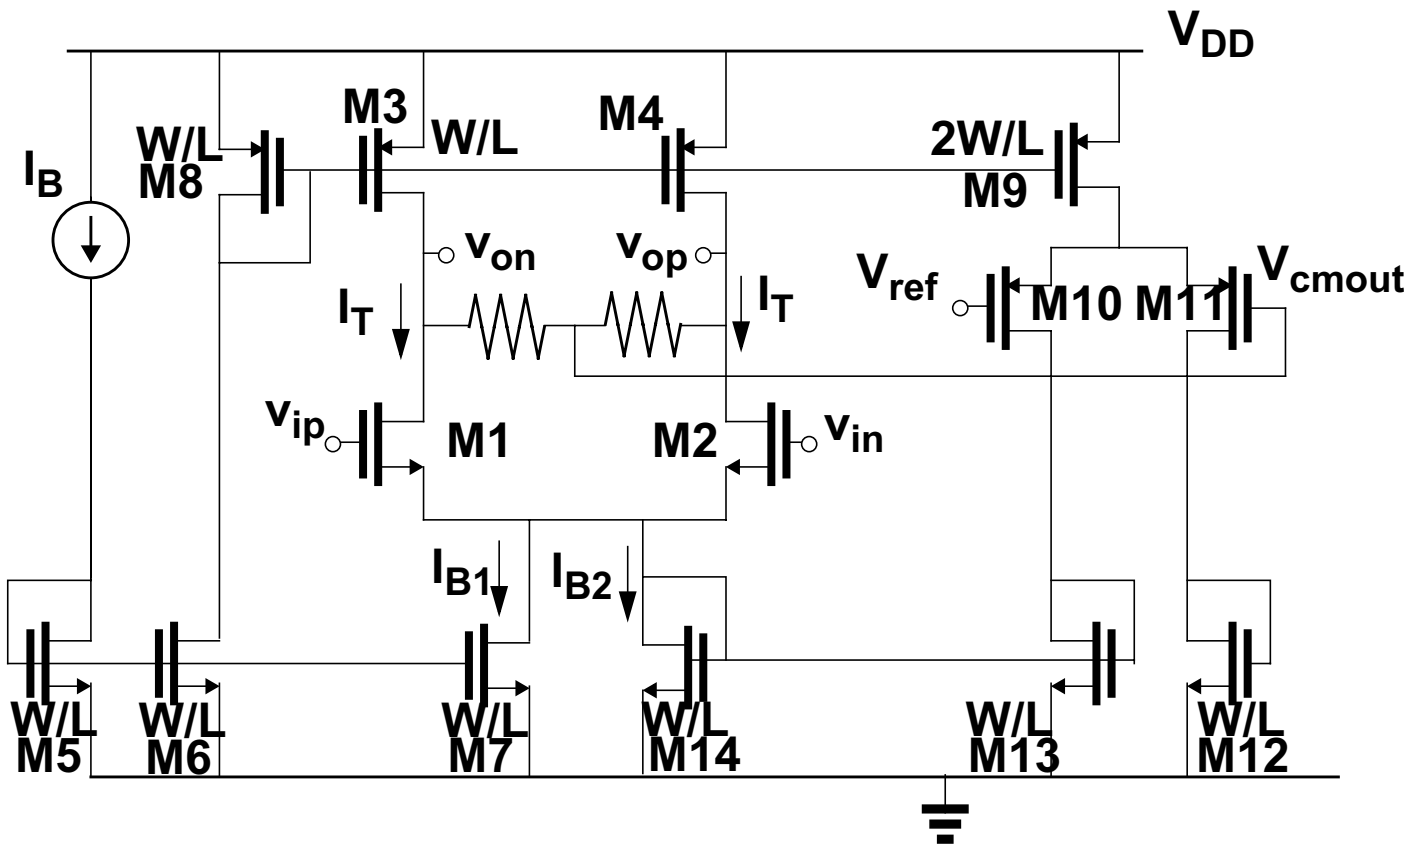 V_DD
M3
M4
W/L
W/L
2W/L
M8
M9
I_B
v_on
v_op
V_ref
V_cmout
M10
M11
I_T
I_T
v_ip
M1
M2
v_in
I_B1
I_B2
W/L
M5
W/L
M6
W/L
M7
W/L
M14
W/L
M13
W/L
M12